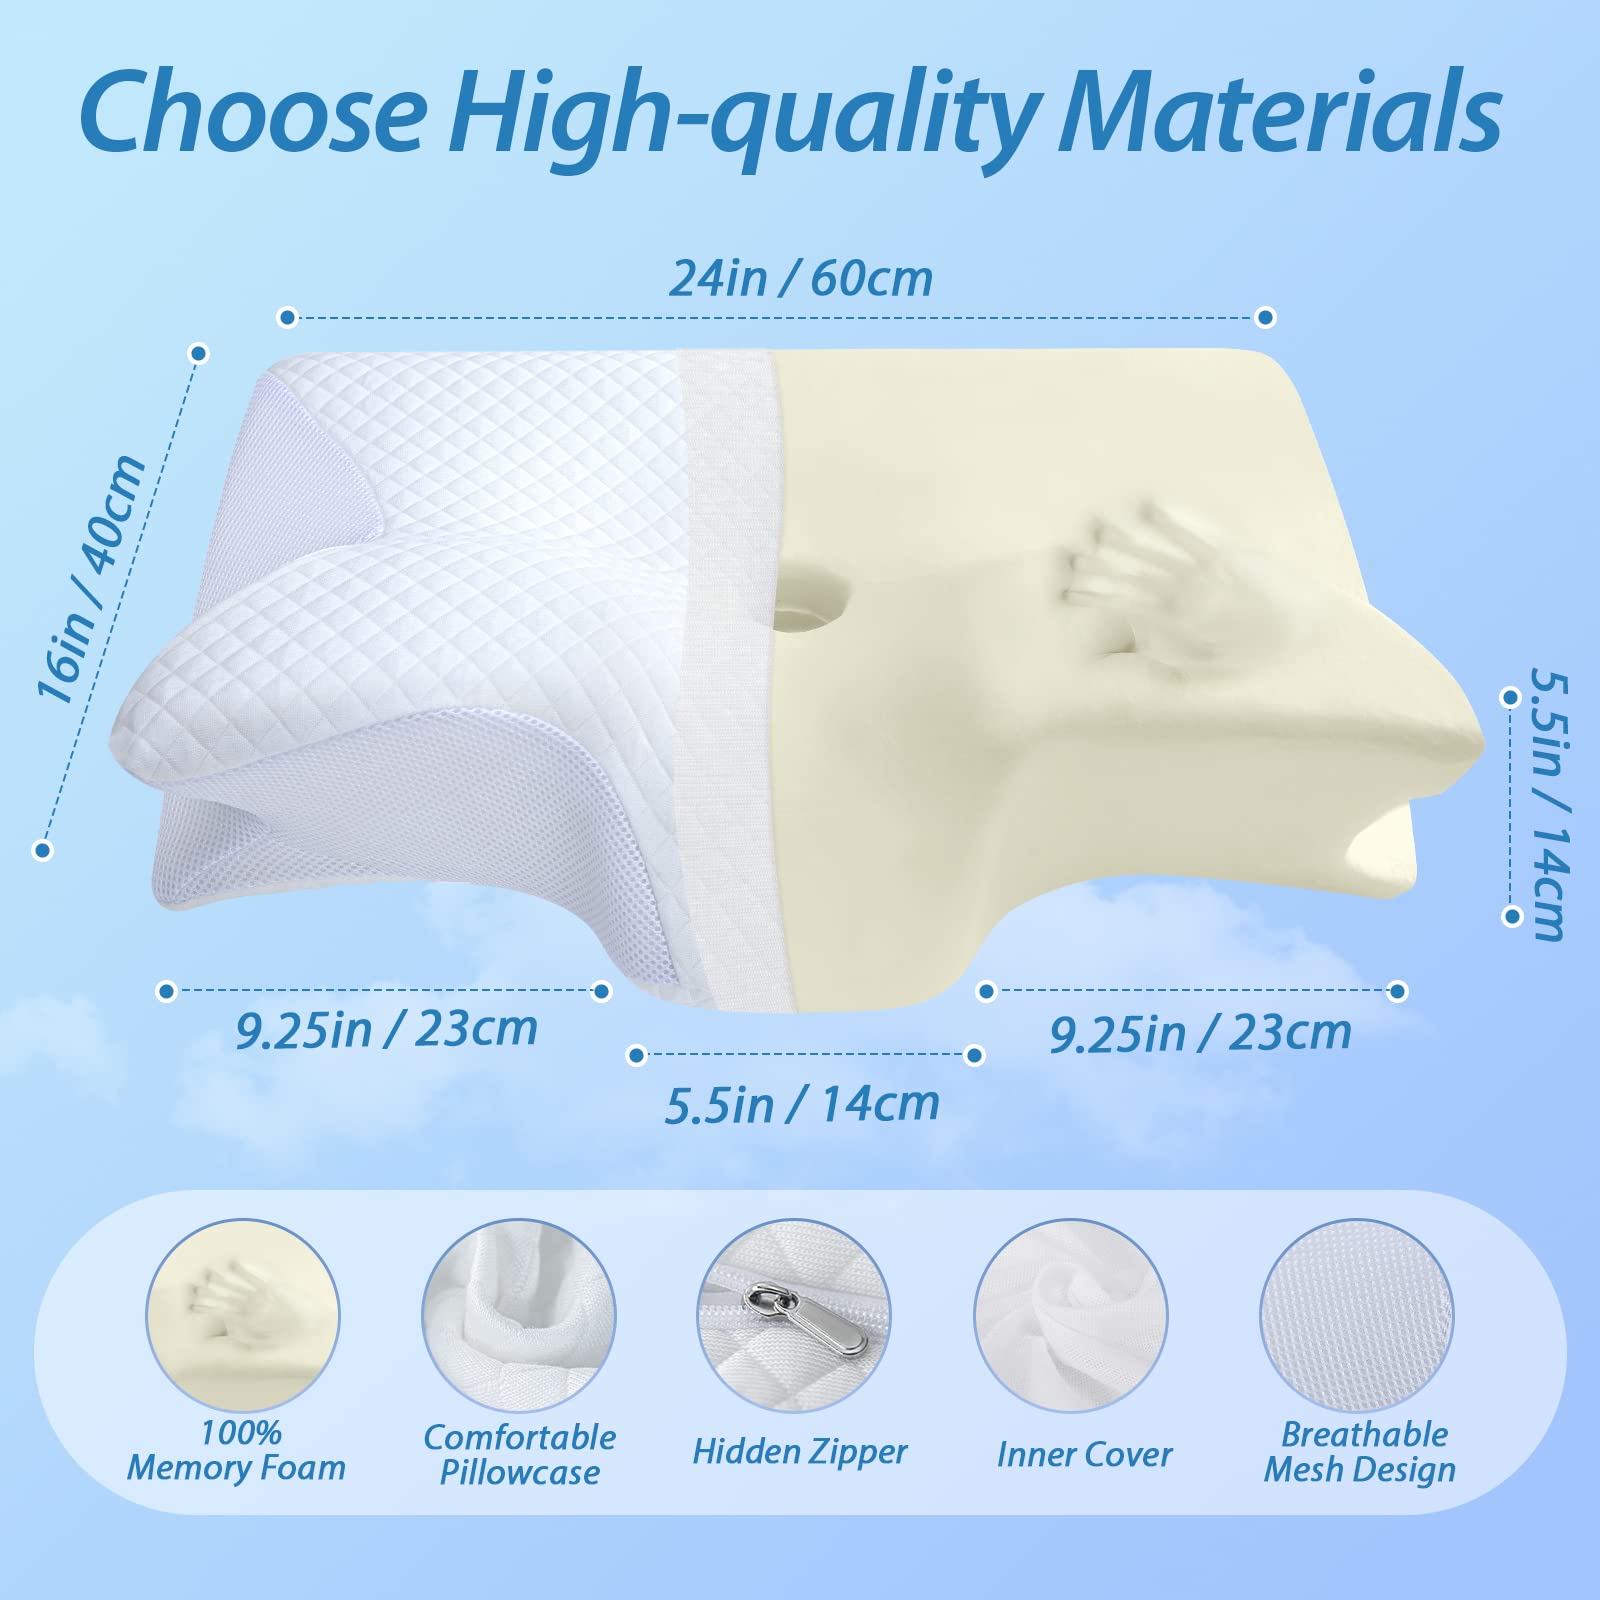 Choose High-quality Materials
24in / 60cm
16in / 40cm
5.5in / 14cm
9.25in / 23cm
9.25in / 23cm
5.5in / 14cm
100%
Memory Foam
Comfortable
Pillowcase
Hidden Zipper
Inner Cover
Breathable
Mesh Design